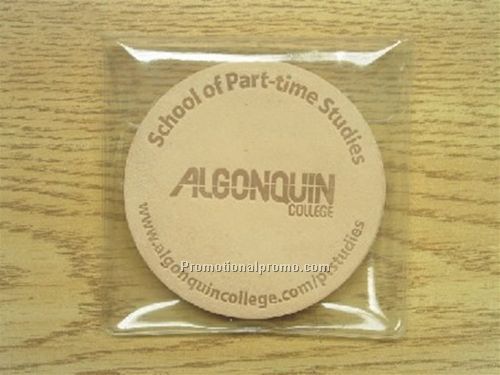 School of Part-time Studies
ALGONQUIN
COLLEGE
Promotionalpromo.com
www.algonquincollege.com/ptstudies